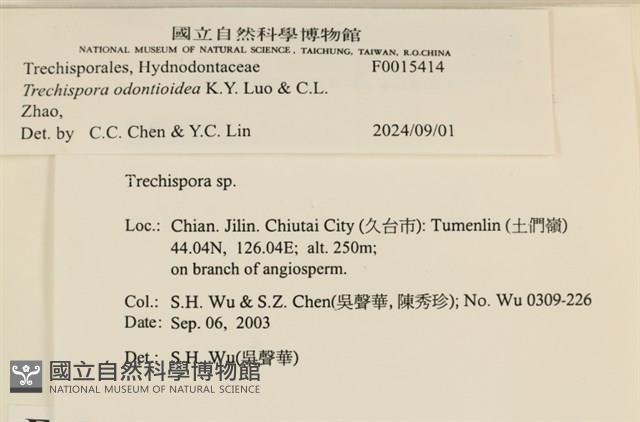 國立自然科學博物館
NATIONAL MUSEUM OF NATURAL SCIENCE, TAICHUNG, TAIWAN, R.O.CHINA
Trechisporales, Hydnodontaceae F0015414
Trechispora odontioidea K.Y. Luo & C.L.
Zhao,
Det. by C.C. Chen & Y.C. Lin 2024/09/01
Trechispora sp.
Loc.: Chian. Jilin. Chiutai City (久台市): Tumenlin (土們嶺)
44.04N, 126.04E; alt. 250m;
on branch of angiosperm.
Col.: S.H. Wu & S.Z. Chen(吳聲華, 陳秀珍); No. Wu 0309-226
Date: Sep. 06, 2003
Det.: S.H. Wu(吳聲華)
國立自然科學博物館
NATIONAL MUSEUM OF NATURAL SCIENCE